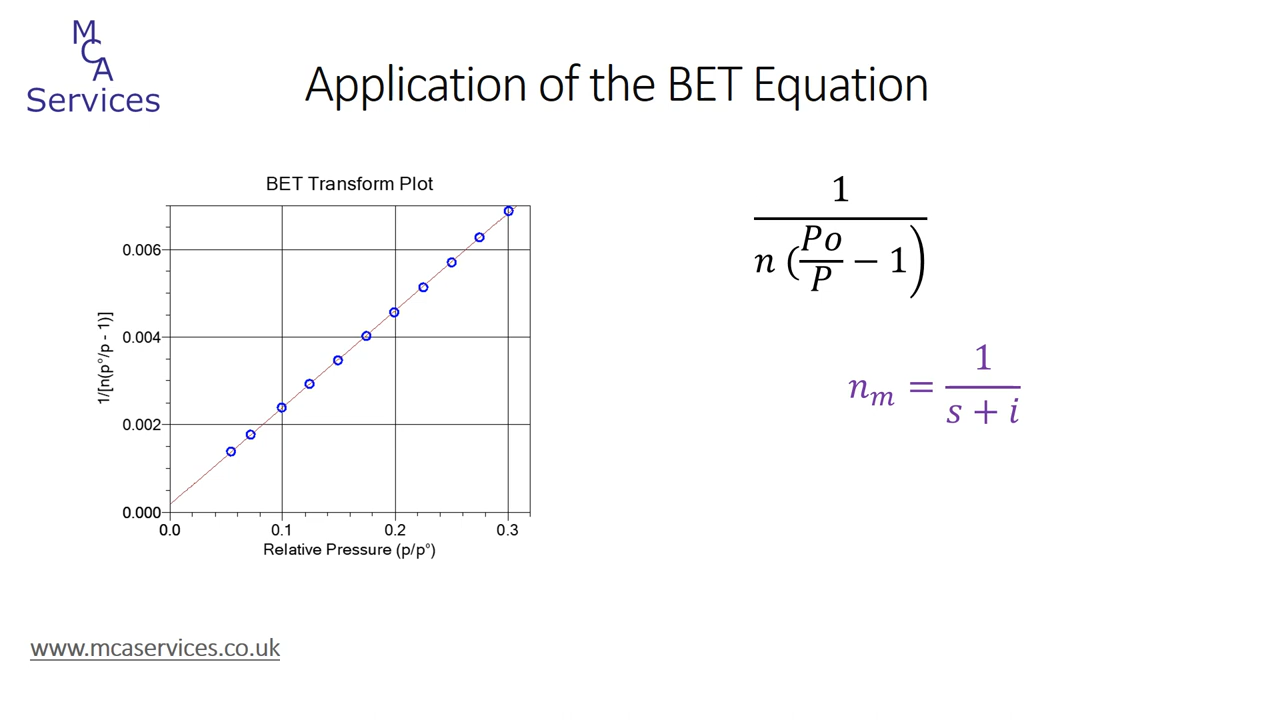 M
C
A
Services
Application of the BET Equation
BET Transform Plot
1/[n(p°/p - 1)]
0.006
0.004
0.002
0.000
0.0 0.1 0.2 0.3
Relative Pressure (p/p°)
1
n (Po/P − 1)
n_m = 1/(s + i)
www.mcaservices.co.uk